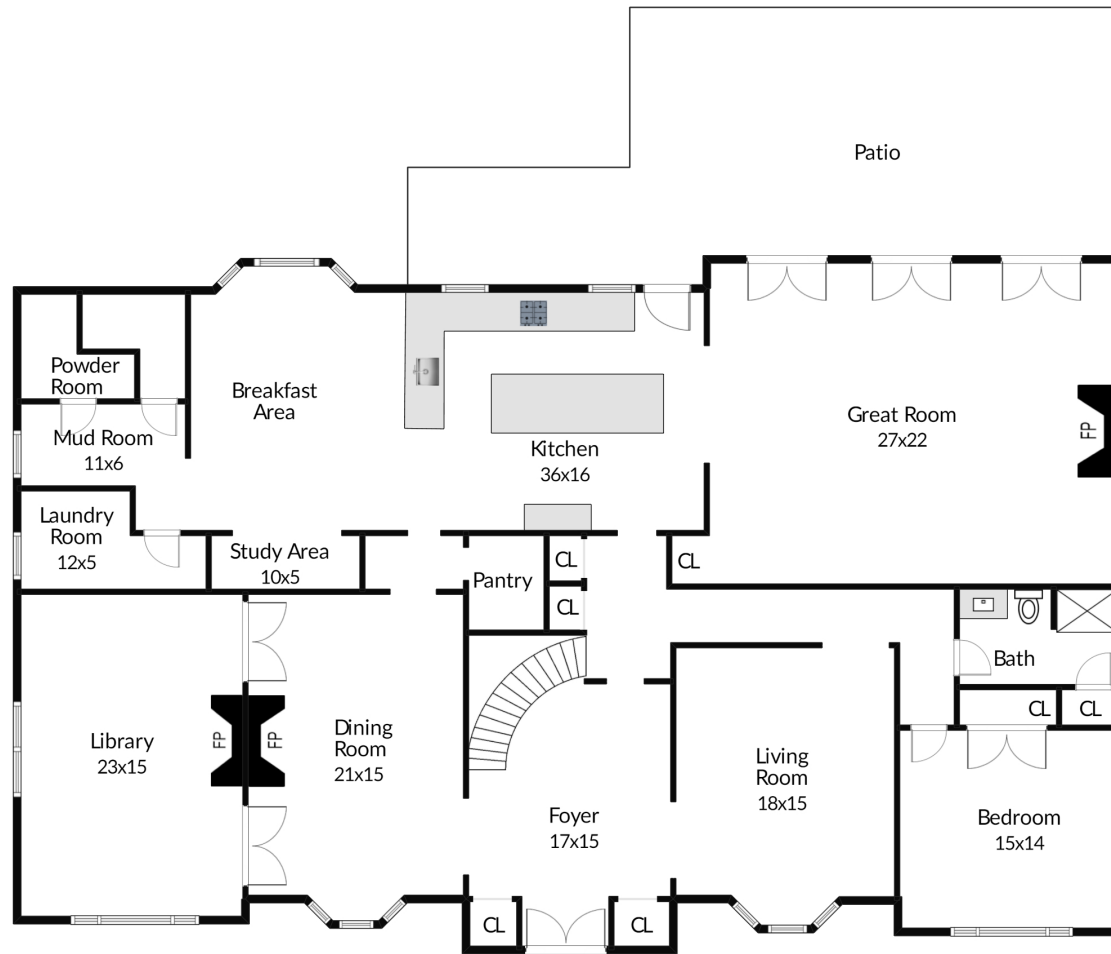 Patio
Powder
Room
Breakfast
Area
Mud Room
11x6
Kitchen
36x16
Great Room
27x22
FP
Laundry
Room
12x5
Study Area
10x5
Pantry
CL
CL
CL
Bath
CL
CL
Library
23x15
FP
FP
Dining
Room
21x15
Foyer
17x15
Living
Room
18x15
Bedroom
15x14
CL
CL